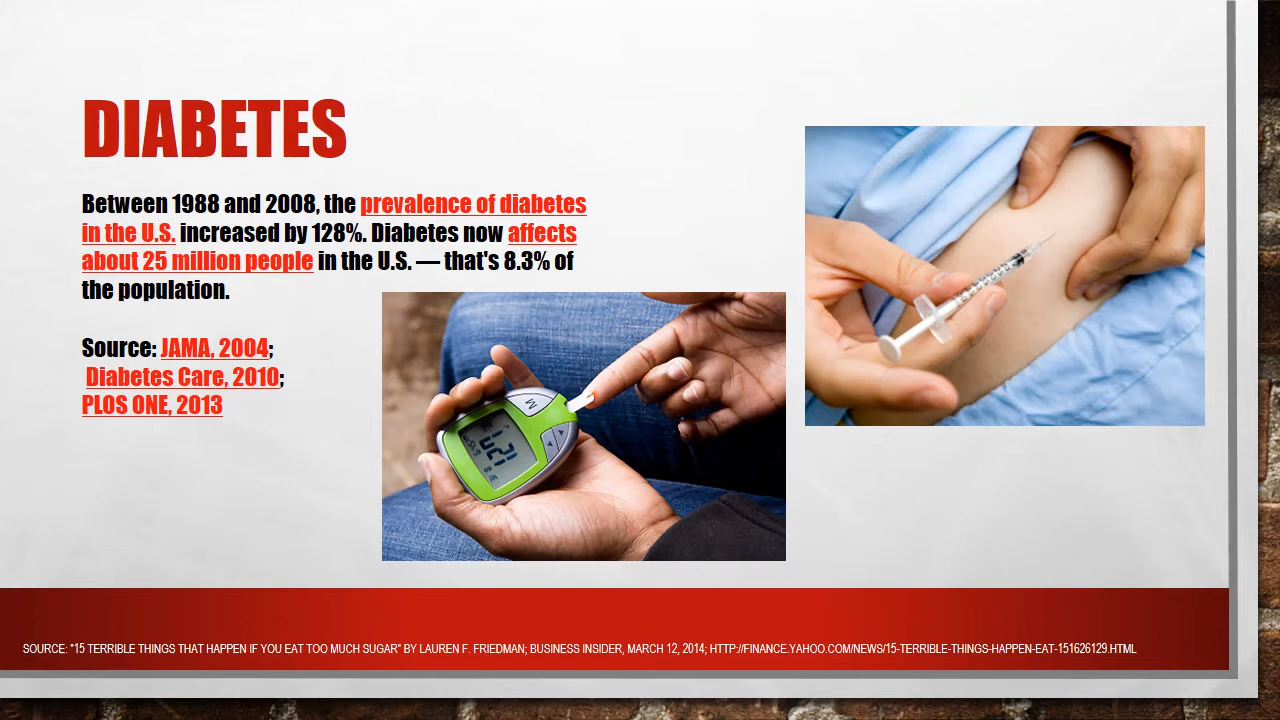 DIABETES
Between 1988 and 2008, the prevalence of diabetes
in the U.S. increased by 128%. Diabetes now affects
about 25 million people in the U.S. — that's 8.3% of
the population.
Source: JAMA, 2004;
Diabetes Care, 2010;
PLOS ONE, 2013
M
SOURCE: "15 TERRIBLE THINGS THAT HAPPEN IF YOU EAT TOO MUCH SUGAR" BY LAUREN F. FRIEDMAN; BUSINESS INSIDER, MARCH 12, 2014; HTTP://FINANCE.YAHOO.COM/NEWS/15-TERRIBLE-THINGS-HAPPEN-EAT-151626129.HTML